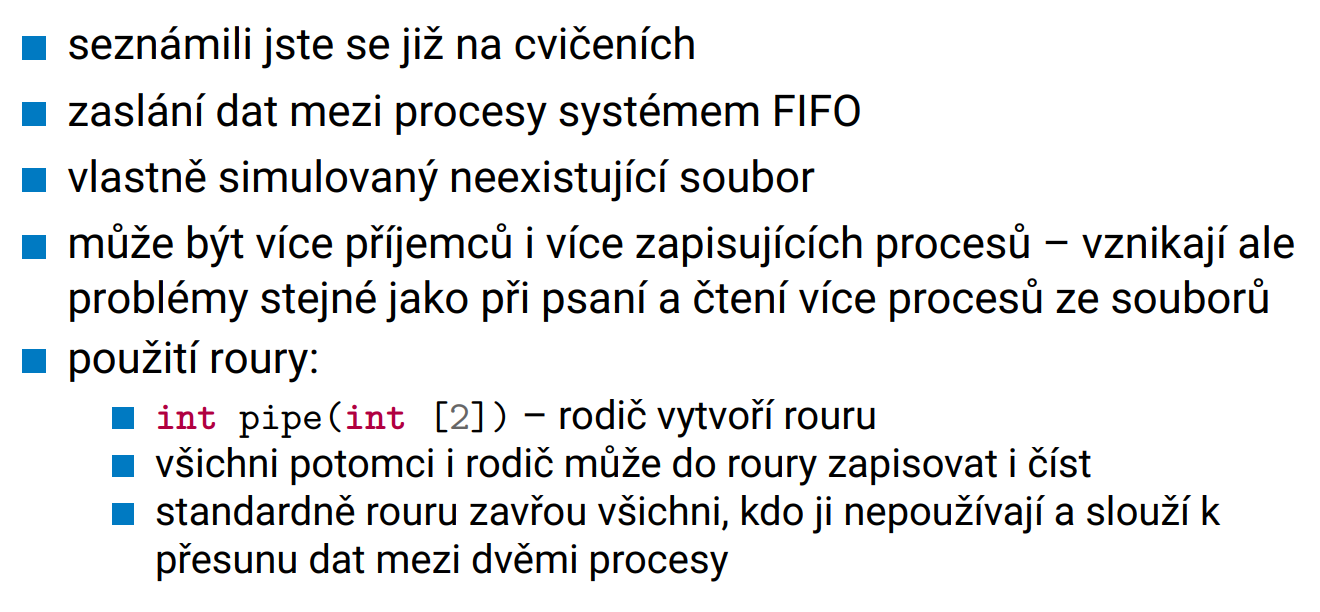 seznámili jste se již na cvičeních
zaslání dat mezi procesy systémem FIFO
vlastně simulovaný neexistující soubor
může být více příjemců i více zapisujících procesů – vznikají ale
problémy stejné jako při psaní a čtení více procesů ze souborů
použití roury:
int pipe(int [2]) – rodič vytvoří rouru
všichni potomci i rodič může do roury zapisovat i číst
standardně rouru zavřou všichni, kdo ji nepoužívají a slouží k
přesunu dat mezi dvěmi procesy